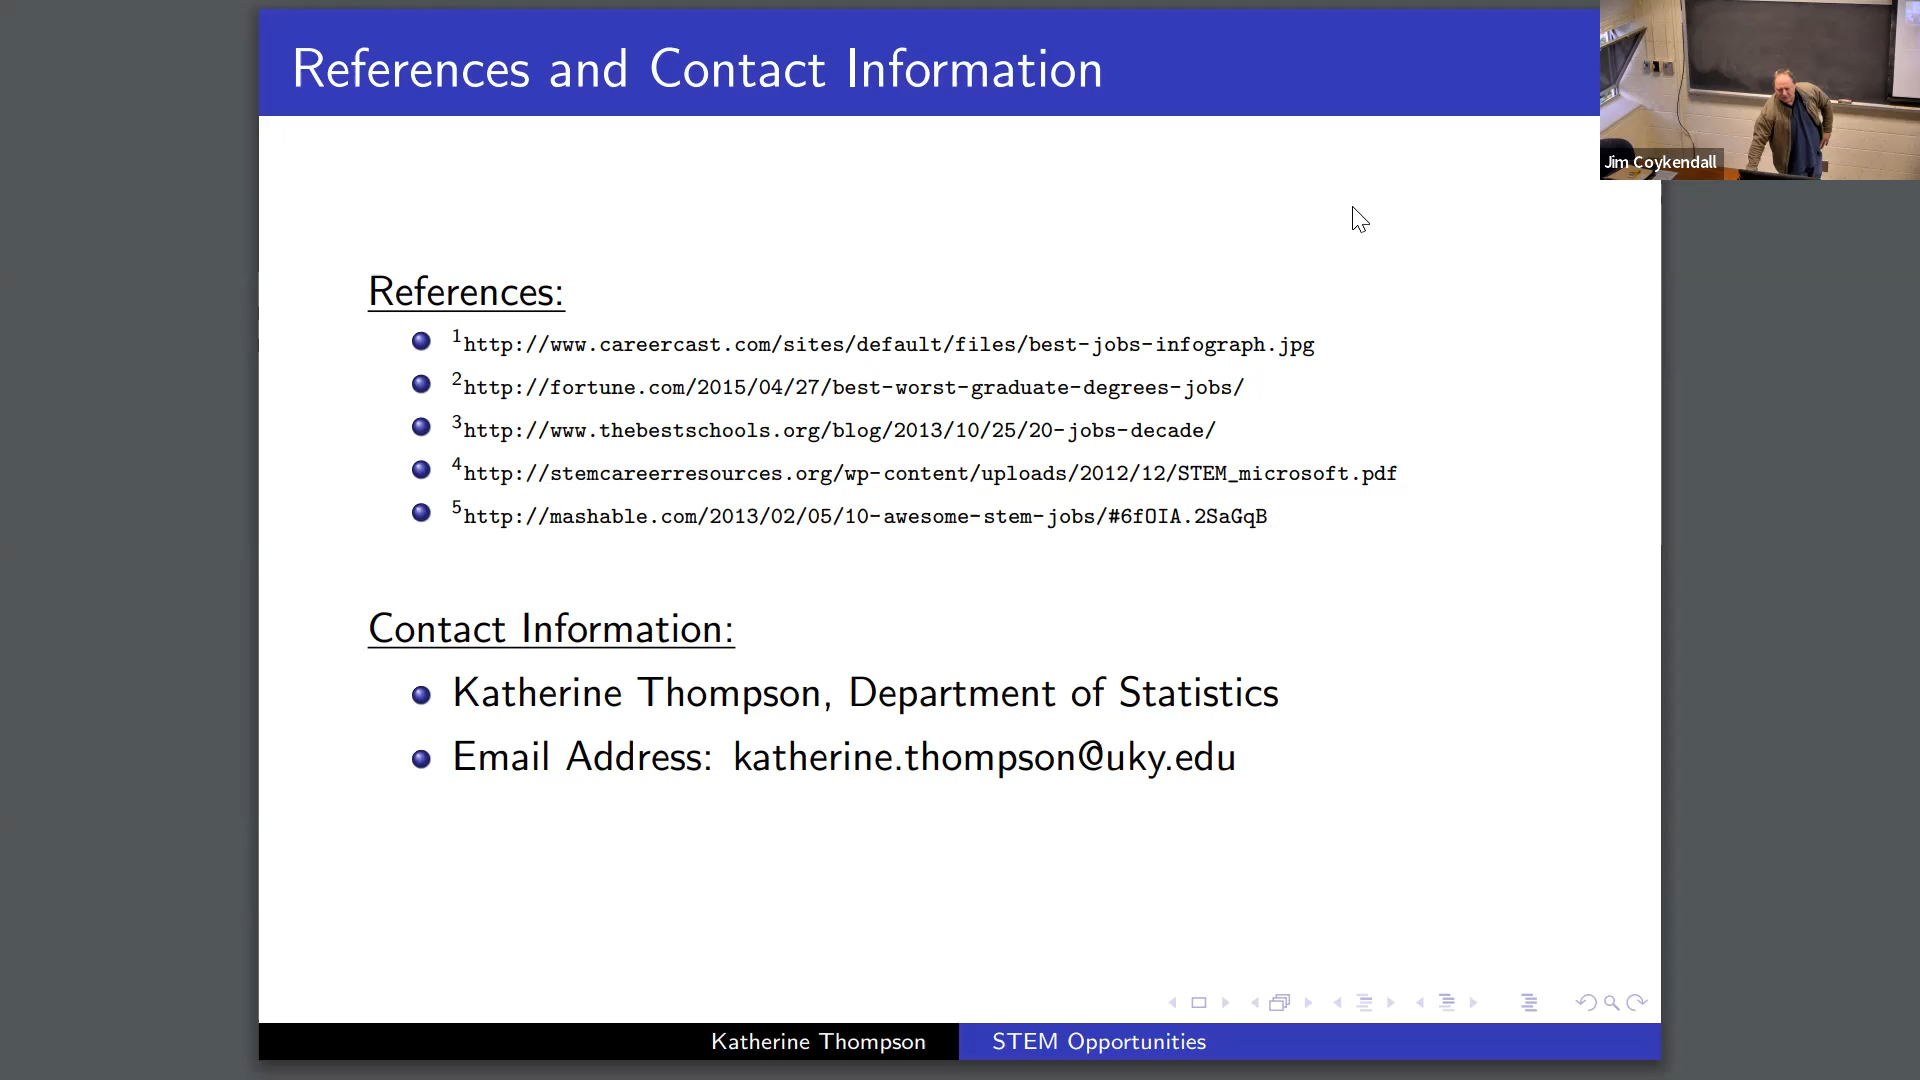 References and Contact Information
Jim Coykendall
References:
1http://www.careercast.com/sites/default/files/best-jobs-infograph.jpg
2http://fortune.com/2015/04/27/best-worst-graduate-degrees-jobs/
3http://www.thebestschools.org/blog/2013/10/25/20-jobs-decade/
4http://stemcareerresources.org/wp-content/uploads/2012/12/STEM_microsoft.pdf
5http://mashable.com/2013/02/05/10-awesome-stem-jobs/#6fOIA.2SaGqB
Contact Information:
Katherine Thompson, Department of Statistics
Email Address: katherine.thompson@uky.edu
Katherine Thompson
STEM Opportunities